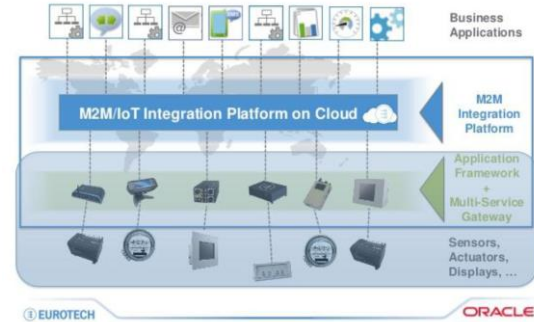 Business
Applications
M2M/IoT Integration Platform on Cloud
M2M
Integration
Platform
Application
Framework
+
Multi-Service
Gateway
Sensors,
Actuators,
Displays, ...
EUROTECH
ORACLE